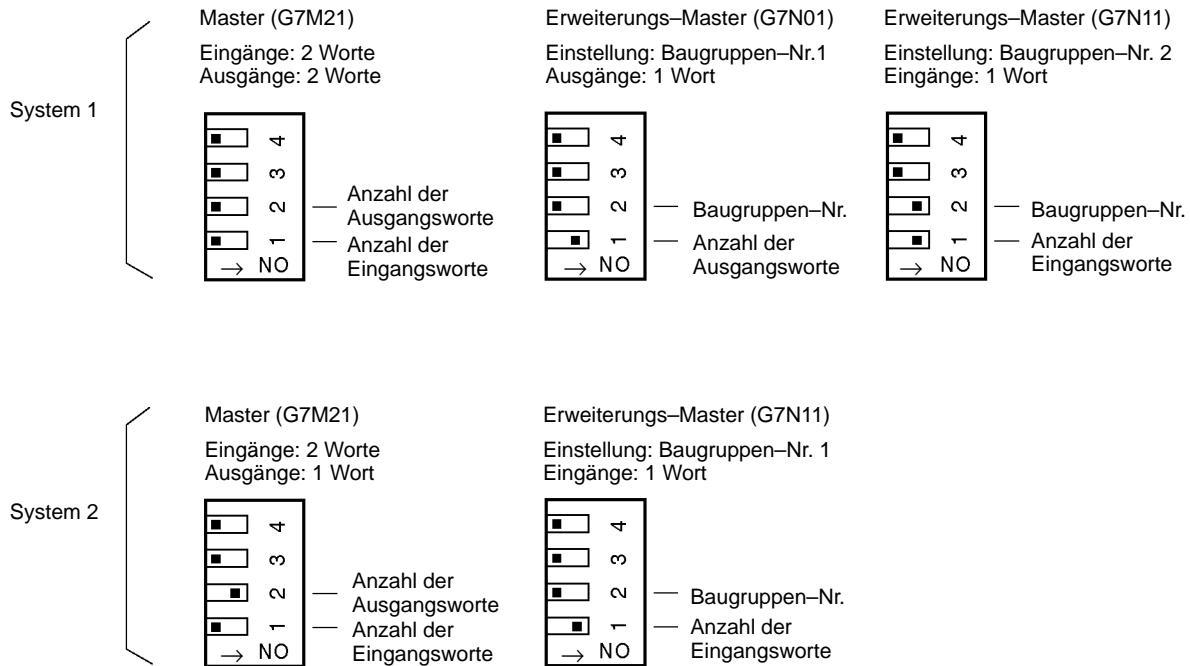 System 1
Master (G7M21)
Eingänge: 2 Worte
Ausgänge: 2 Worte
4
3
2
1
→ NO
Anzahl der
Ausgangsworte
Anzahl der
Eingangsworte
Erweiterungs–Master (G7N01)
Einstellung: Baugruppen–Nr.1
Ausgänge: 1 Wort
4
3
2
1
→ NO
Baugruppen–Nr.
Anzahl der
Ausgangsworte
Erweiterungs–Master (G7N11)
Einstellung: Baugruppen–Nr. 2
Eingänge: 1 Wort
4
3
2
1
→ NO
Baugruppen–Nr.
Anzahl der
Eingangsworte
System 2
Master (G7M21)
Eingänge: 2 Worte
Ausgänge: 1 Wort
4
3
2
1
→ NO
Anzahl der
Ausgangsworte
Anzahl der
Eingangsworte
Erweiterungs–Master (G7N11)
Einstellung: Baugruppen–Nr. 1
Eingänge: 1 Wort
4
3
2
1
→ NO
Baugruppen–Nr.
Anzahl der
Eingangsworte